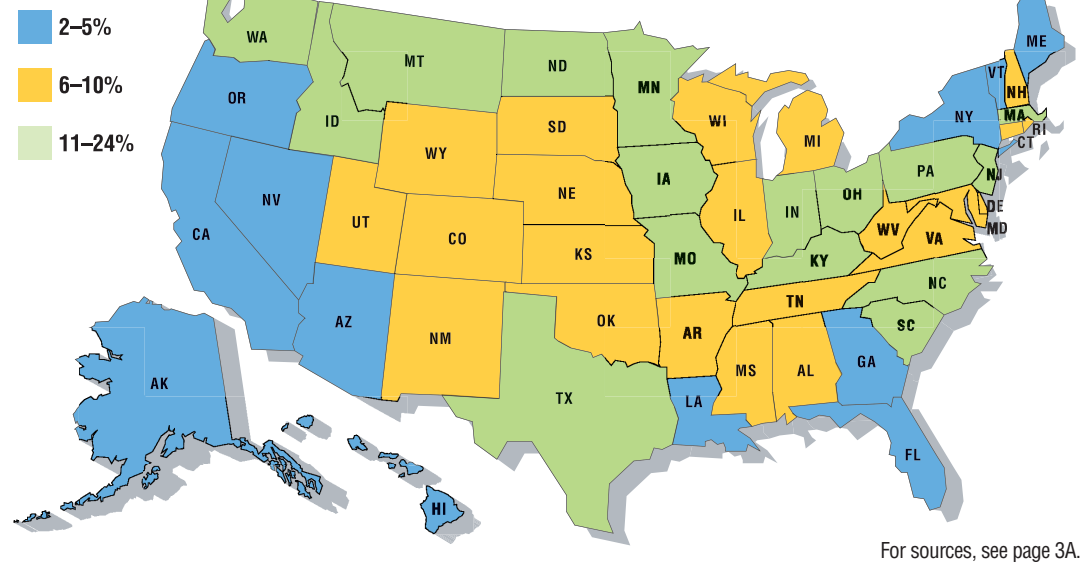 2–5%
6–10%
11–24%
WA
MT
ND
MN
ME
VT
NH
OR
ID
SD
WI
MI
NY
MA
RI
CT
WY
IA
PA
NJ
NV
UT
NE
IL
IN
OH
DE
MD
CA
CO
KS
MO
KY
WV
VA
NC
AZ
NM
OK
AR
TN
SC
AK
TX
LA
MS
AL
GA
FL
HI
For sources, see page 3A.